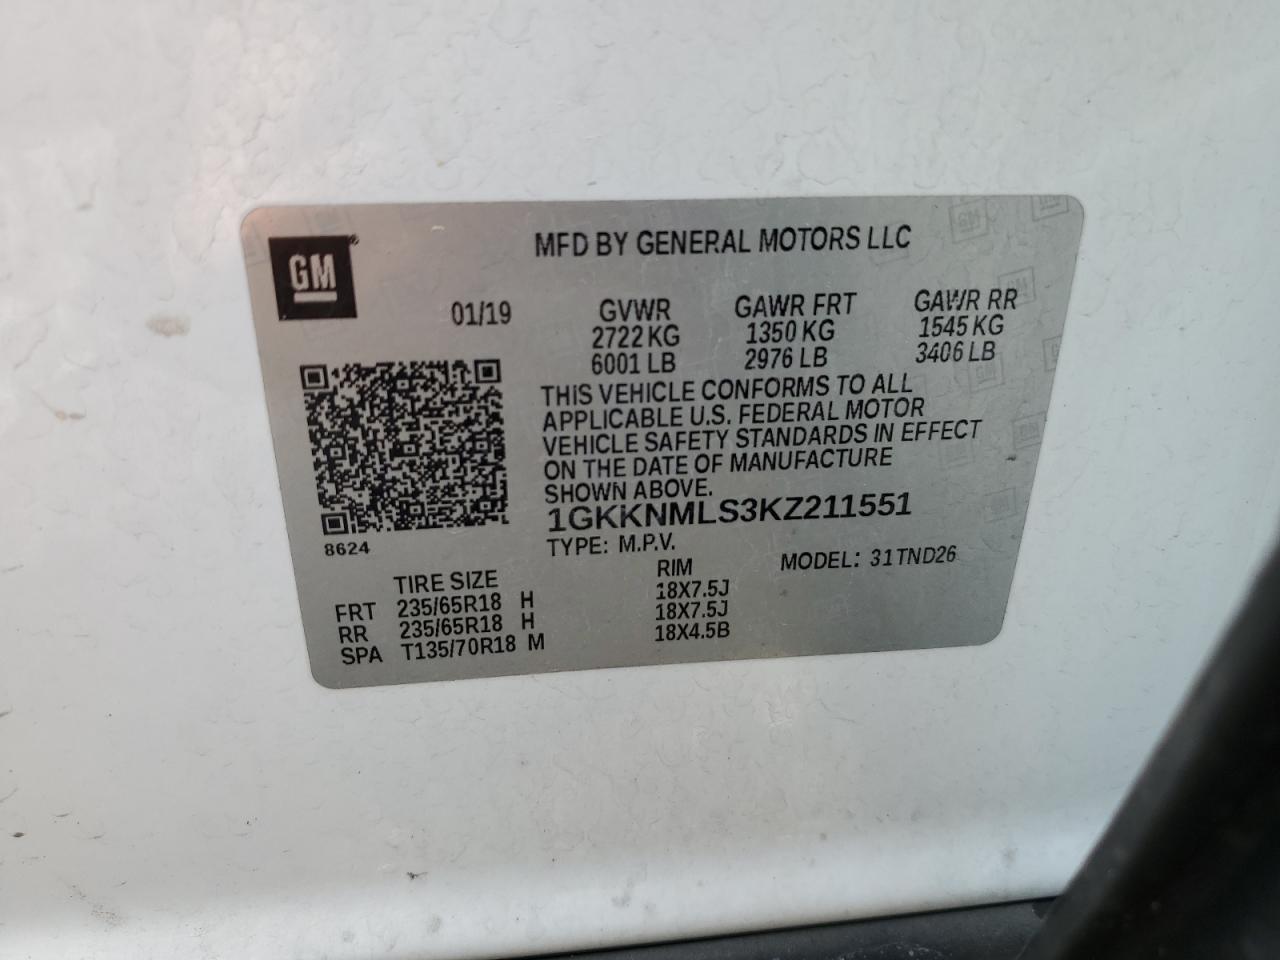 MFD BY GENERAL MOTORS LLC
GM ®
01/19
GVWR GAWR FRT GAWR RR
2722 KG 1350 KG 1545 KG
6001 LB 2976 LB 3406 LB
THIS VEHICLE CONFORMS TO ALL
APPLICABLE U.S. FEDERAL MOTOR
VEHICLE SAFETY STANDARDS IN EFFECT
ON THE DATE OF MANUFACTURE
SHOWN ABOVE.
1GKKNMLS3KZ211551
8624
TYPE: M.P.V. MODEL: 31TND26
TIRE SIZE RIM
FRT 235/65R18 H 18X7.5J
RR 235/65R18 H 18X7.5J
SPA T135/70R18 M 18X4.5B